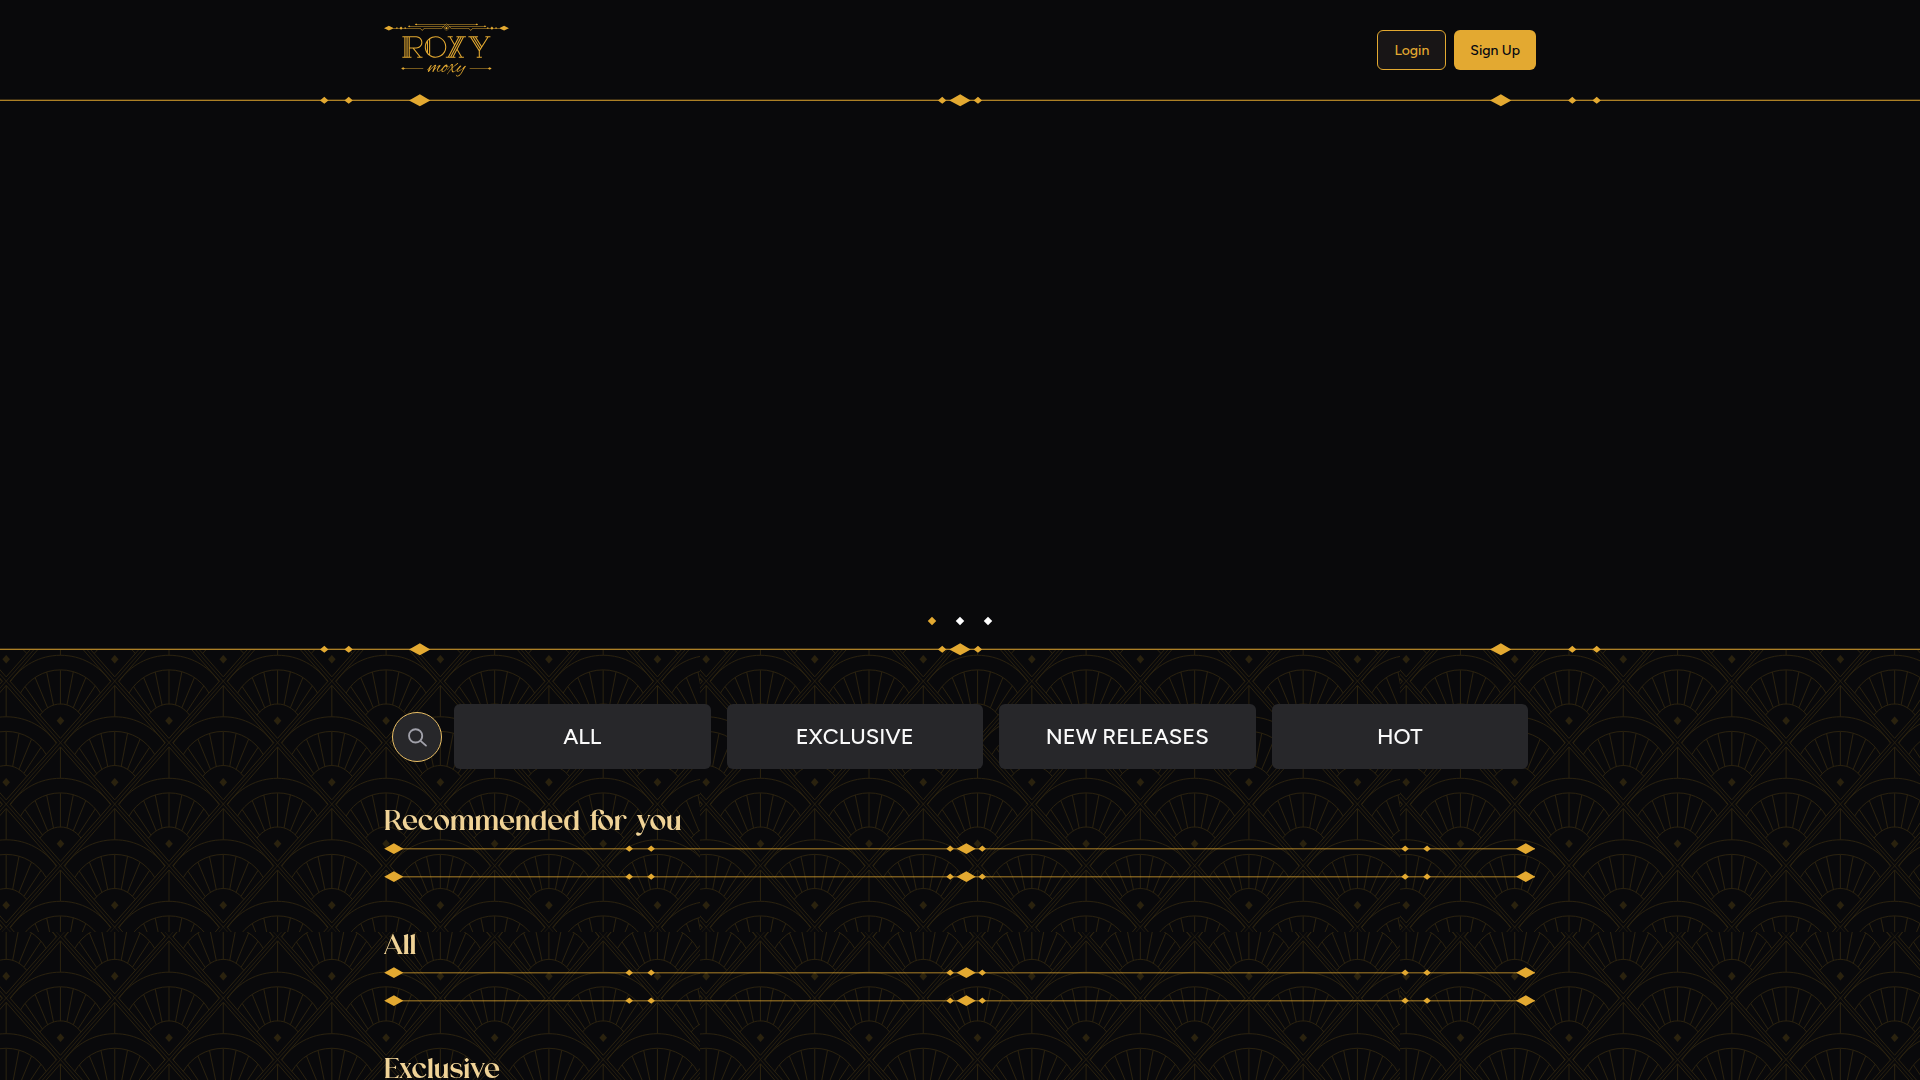 ROXY
moxy
Login
Sign Up
ALL
EXCLUSIVE
NEW RELEASES
HOT
Recommended for you
All
Exclusive